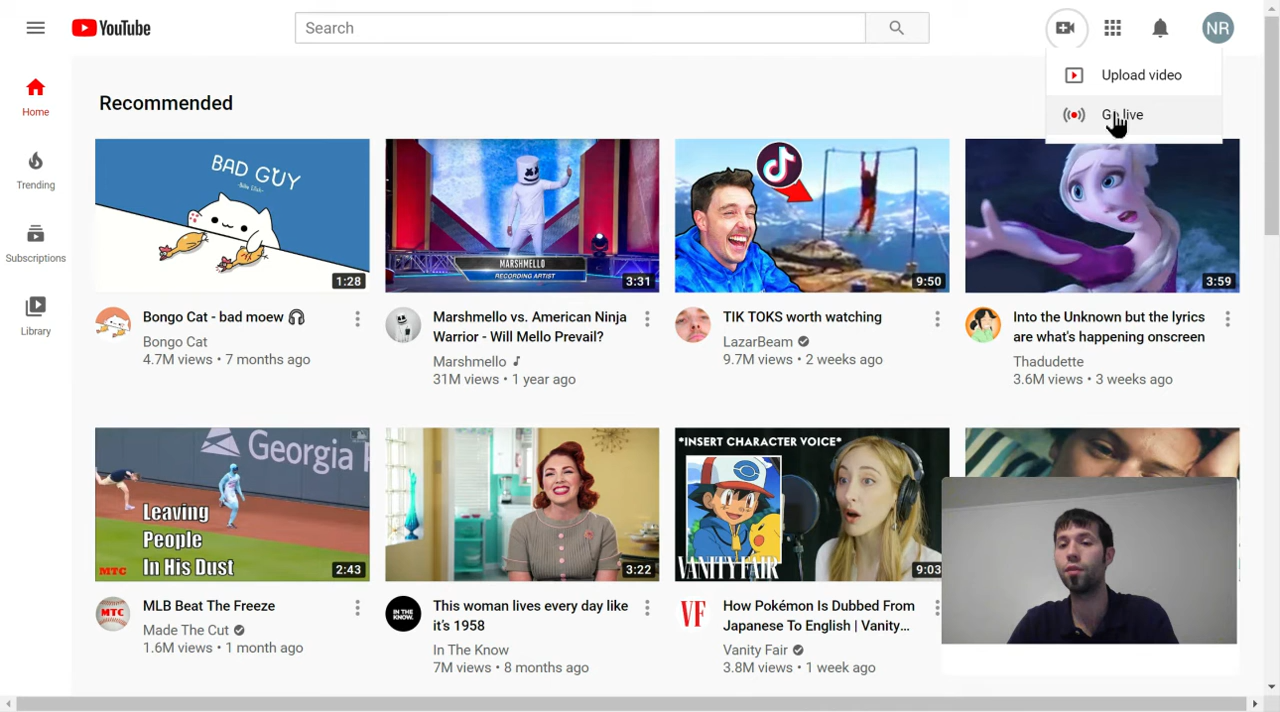 YouTube
Search
NR
Upload video
Go live
Home
Trending
Subscriptions
Library
Recommended
BAD GUY
1:28
MARSHMELLO
RECORDING ARTIST
3:31
9:50
3:59
Bongo Cat - bad meow
Bongo Cat
4.7M views • 7 months ago
Marshmello vs. American Ninja
Warrior - Will Mello Prevail?
Marshmello
31M views • 1 year ago
TIK TOKS worth watching
LazarBeam
9.7M views • 2 weeks ago
Into the Unknown but the lyrics
are what's happening onscreen
Thadudette
3.6M views • 3 weeks ago
Georgia
Leaving
People
In His Dust
MTC
2:43
3:22
*INSERT CHARACTER VOICE*
VANITY FAIR
9:03
MTC
MLB Beat The Freeze
Made The Cut
1.6M views • 1 month ago
IN THE
KNOW.
This woman lives every day like
it's 1958
In The Know
7M views • 8 months ago
VF
How Pokémon Is Dubbed From
Japanese To English | Vanity...
Vanity Fair
3.8M views • 1 week ago